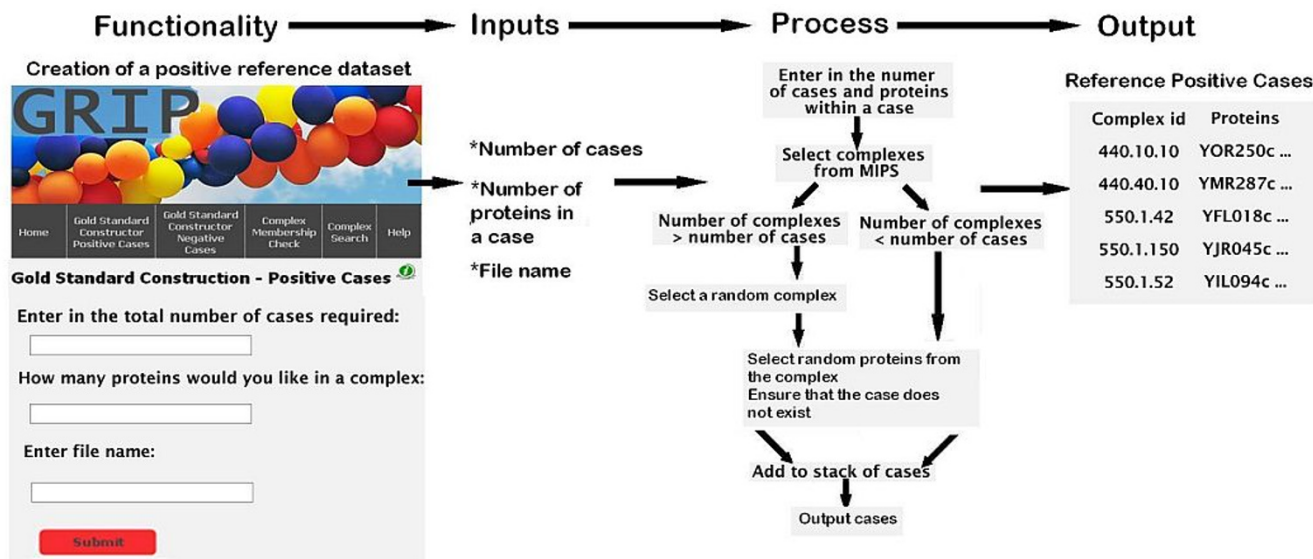 Functionality
Inputs
Process
Output
Creation of a positive reference dataset
GRIP
Home
Gold Standard
Constructor
Positive Cases
Gold Standard
Constructor
Negative
Cases
Complex
Membership
Check
Complex
Search
Help
Gold Standard Construction - Positive Cases
Enter in the total number of cases required:
How many proteins would you like in a complex:
Enter file name:
Submit
*Number of cases
*Number of
proteins in
a case
*File name
Enter in the numer
of cases and proteins
within a case
Select complexes
from MIPS
Number of complexes
> number of cases
Number of complexes
< number of cases
Select a random complex
Select random proteins from
the complex
Ensure that the case does
not exist
Add to stack of cases
Output cases
Reference Positive Cases
Complex id Proteins
440.10.10 YOR250c ...
440.40.10 YMR287c ...
550.1.42 YFL018c ...
550.1.150 YJR045c ...
550.1.52 YIL094c ...